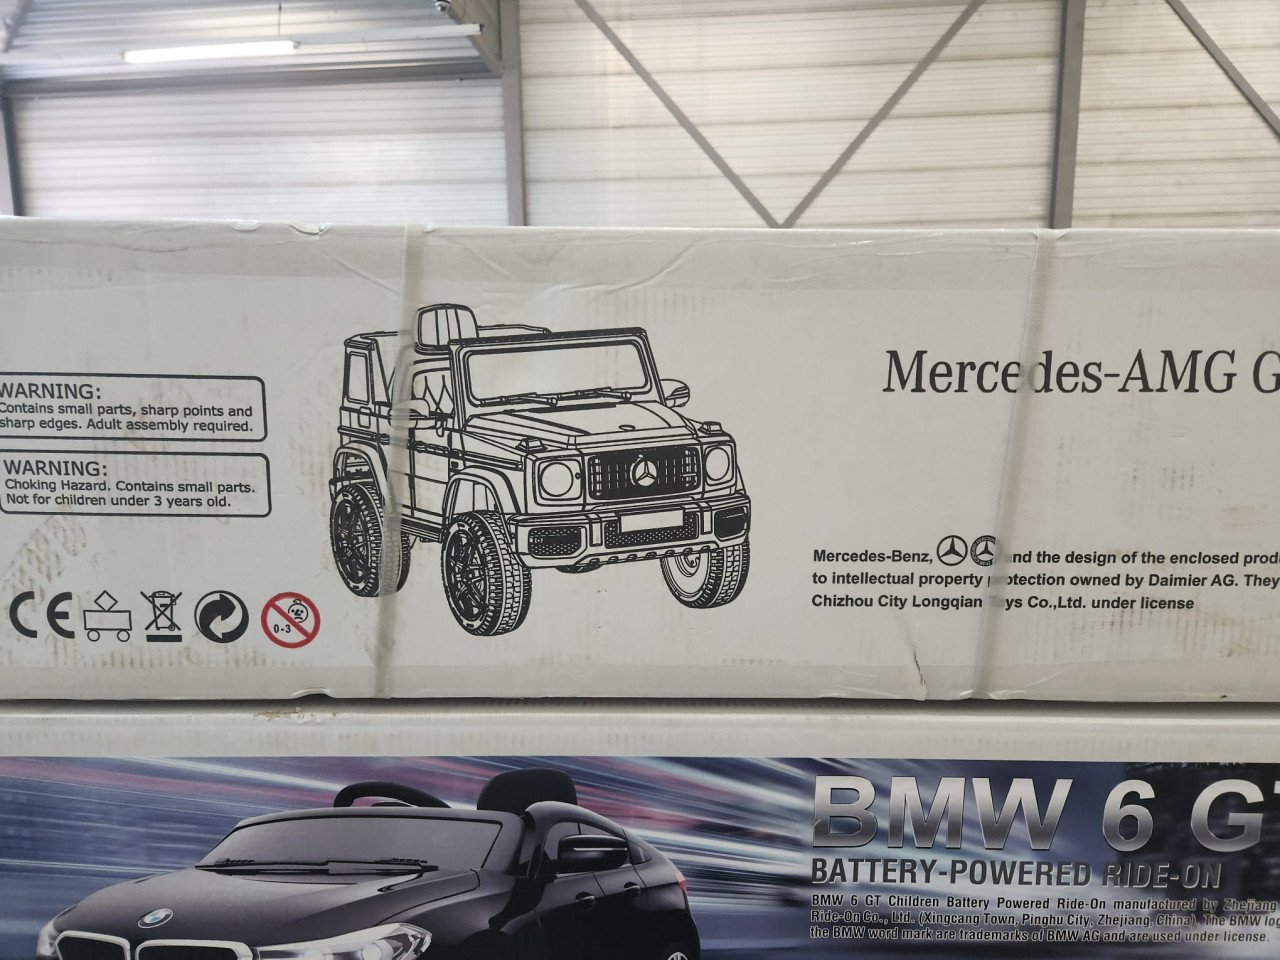 WARNING:
Contains small parts, sharp points and
sharp edges. Adult assembly required.
WARNING:
Choking Hazard. Contains small parts.
Not for children under 3 years old.
CE
0-3
Mercedes-AMG G
Mercedes-Benz, and the design of the enclosed
to intellectual property protection owned by Daimler AG. They
Chizhou City Longqian Toys Co.,Ltd. under license
BMW 6 GT
BATTERY-POWERED RIDE-ON
BMW 6 GT Children Battery Powered Ride-On manufactured by Zhejiang
Ride-On Co., Ltd. (Xingcang Town, Pinghu City, Zhejiang, China). The BMW
the BMW word mark are trademarks of BMW AG and are used under license.